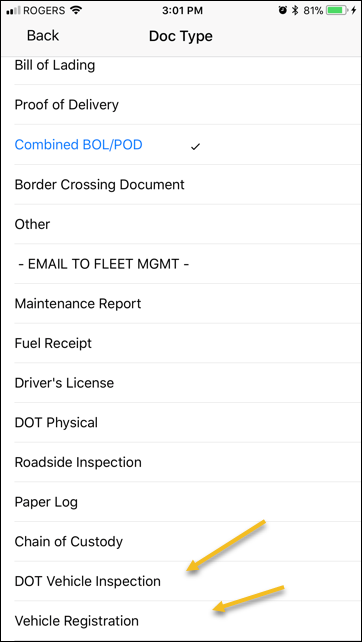 ROGERS 3:01 PM 81%
Back Doc Type
Bill of Lading
Proof of Delivery
Combined BOL/POD
Border Crossing Document
Other
- EMAIL TO FLEET MGMT -
Maintenance Report
Fuel Receipt
Driver's License
DOT Physical
Roadside Inspection
Paper Log
Chain of Custody
DOT Vehicle Inspection
Vehicle Registration